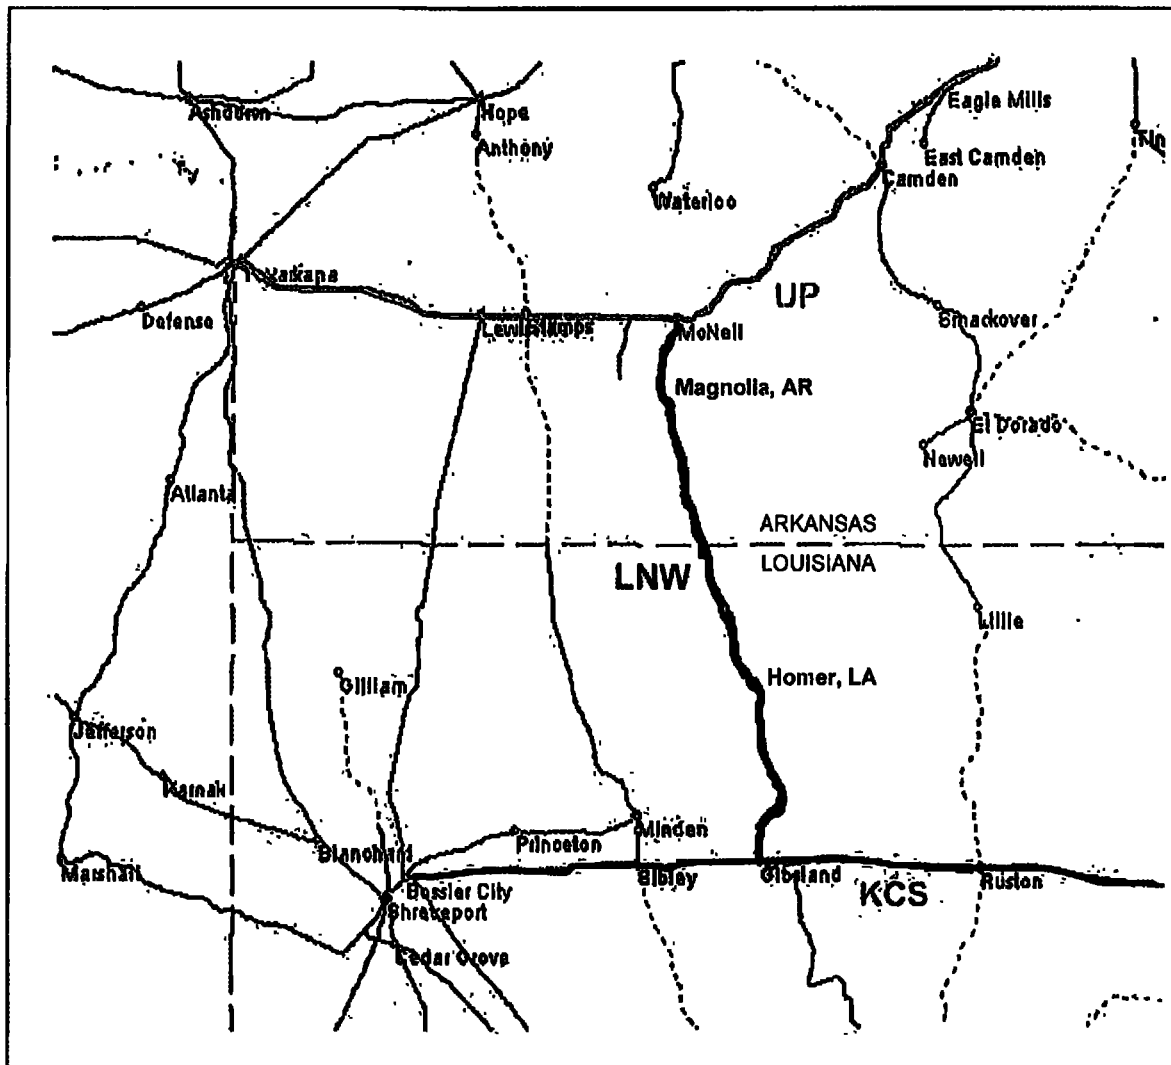 Ashdown
Hope
Eagle Mills
Anthony
East Camden
Camden
Waterloo
Defense
UP
Smackover
McNeil
Magnolia, AR
El Dorado
Newell
Atlanta
ARKANSAS
LOUISIANA
LNW
Lillie
Gilliam
Homer, LA
Jefferson
Karnak
Minden
Princeton
Blanchard
Marshall
Sibley
Gibsland
Ruston
KCS
Bossier City
Shreveport
Cedar Grove